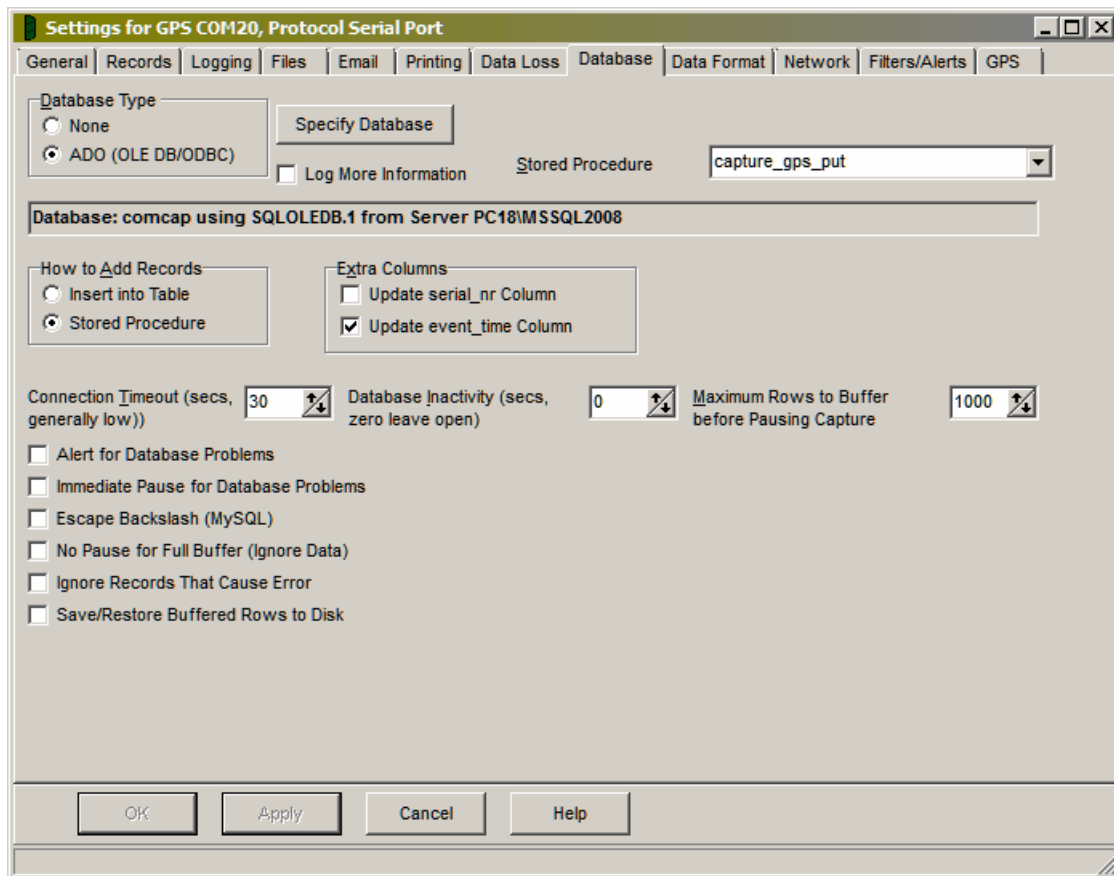 Settings for GPS COM20, Protocol Serial Port
General Records Logging Files Email Printing Data Loss Database Data Format Network Filters/Alerts GPS
Database Type
None
ADO (OLE DB/ODBC)
Specify Database
Log More Information
Stored Procedure
capture_gps_put
Database: comcap using SQLOLEDB.1 from Server PC18\MSSQL2008
How to Add Records
Insert into Table
Stored Procedure
Extra Columns
Update serial_nr Column
Update event_time Column
Connection Timeout (secs,
generally low))
30
Database Inactivity (secs,
zero leave open)
0
Maximum Rows to Buffer
before Pausing Capture
1000
Alert for Database Problems
Immediate Pause for Database Problems
Escape Backslash (MySQL)
No Pause for Full Buffer (Ignore Data)
Ignore Records That Cause Error
Save/Restore Buffered Rows to Disk
OK Apply Cancel Help